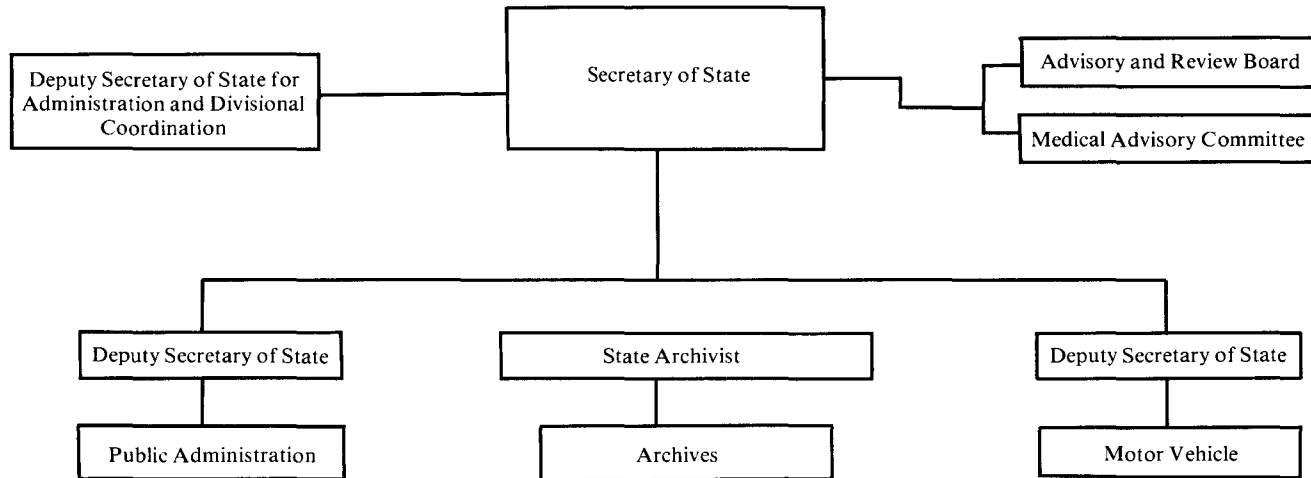 Deputy Secretary of State for
Administration and Divisional
Coordination
Secretary of State
Advisory and Review Board
Medical Advisory Committee
Deputy Secretary of State
State Archivist
Deputy Secretary of State
Public Administration
Archives
Motor Vehicle